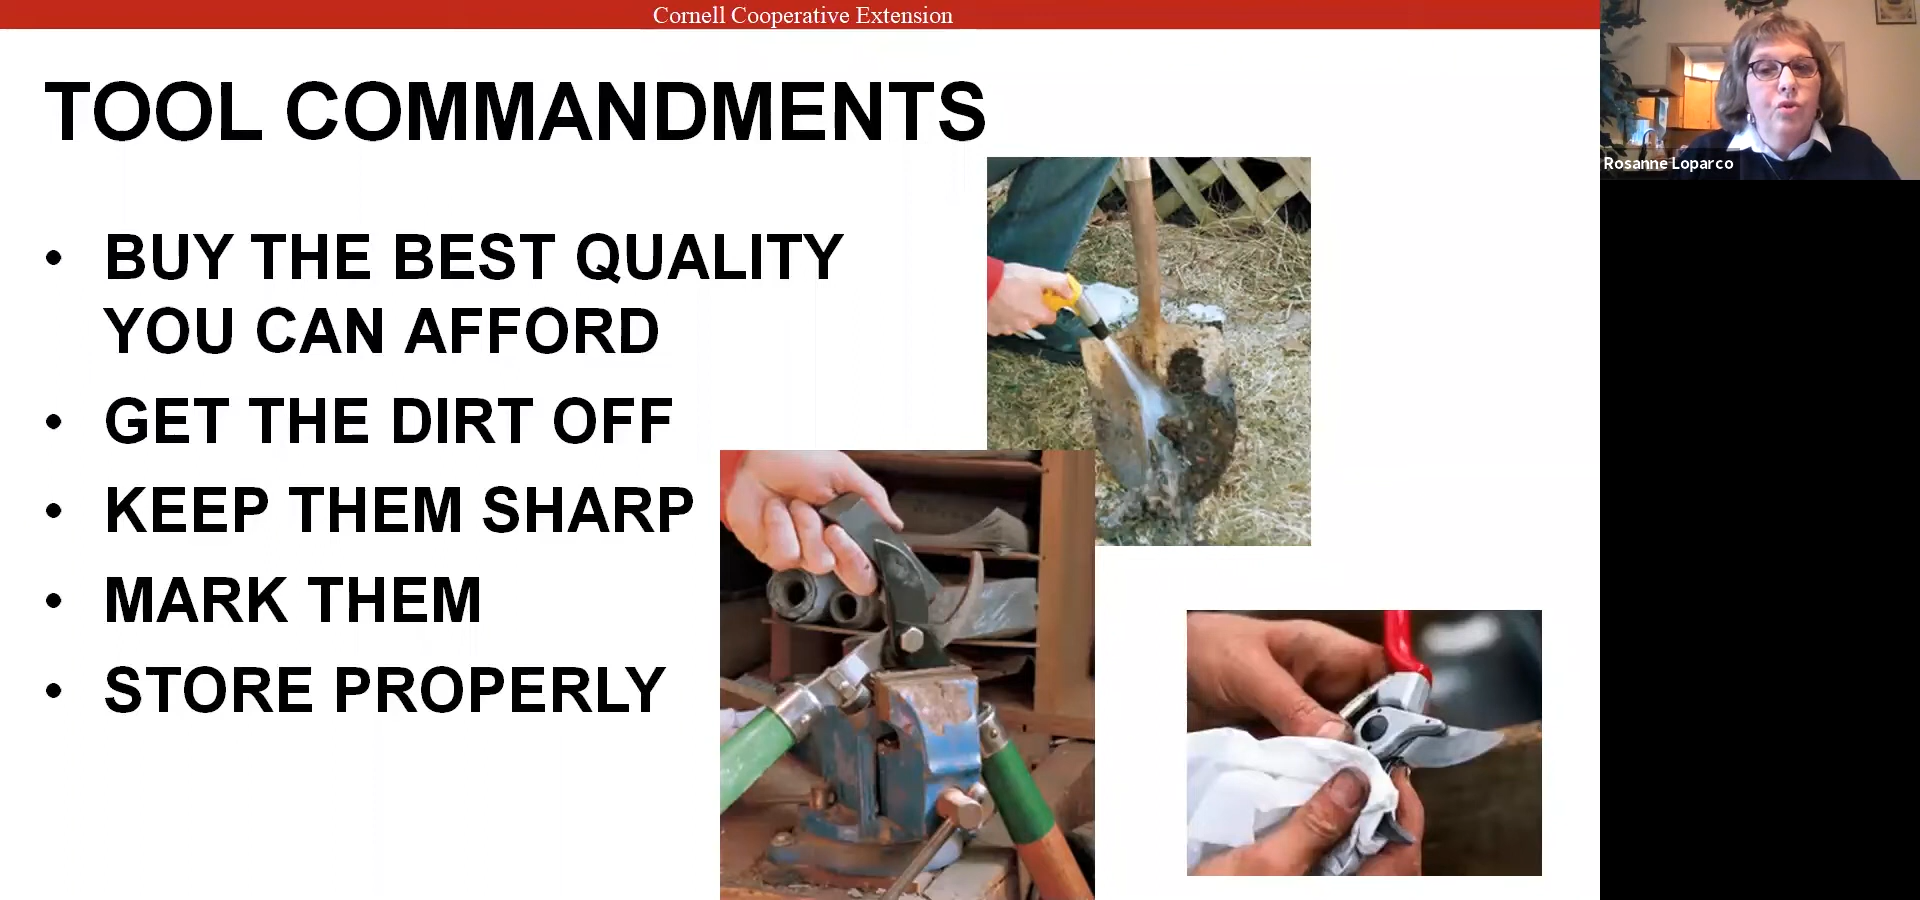 Cornell Cooperative Extension
TOOL COMMANDMENTS
• BUY THE BEST QUALITY
YOU CAN AFFORD
• GET THE DIRT OFF
• KEEP THEM SHARP
• MARK THEM
• STORE PROPERLY
Rosanne Loparco